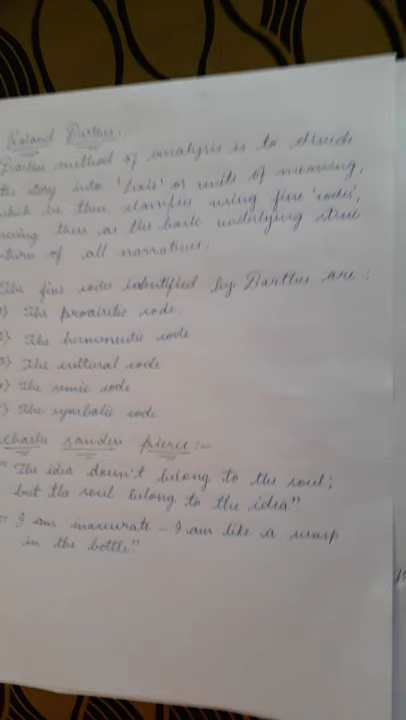 Roland Barthes:
Barthes method of analysis is to divide
the story into 'lexis' or units of meaning,
which he then classifies using five 'codes',
seeing these as the basic underlying struc
tures of all narratives.
The five codes identified by Barthes are:
1) The proairetic code
2) The hermeneutic code
3) The cultural code
4) The semic code
5) The symbolic code
Charles sanders pierce:-
"The idea doesn't belong to the soul;
but the soul belong to the idea".
" I am inaccurate - I am like a wasp
in the bottle."